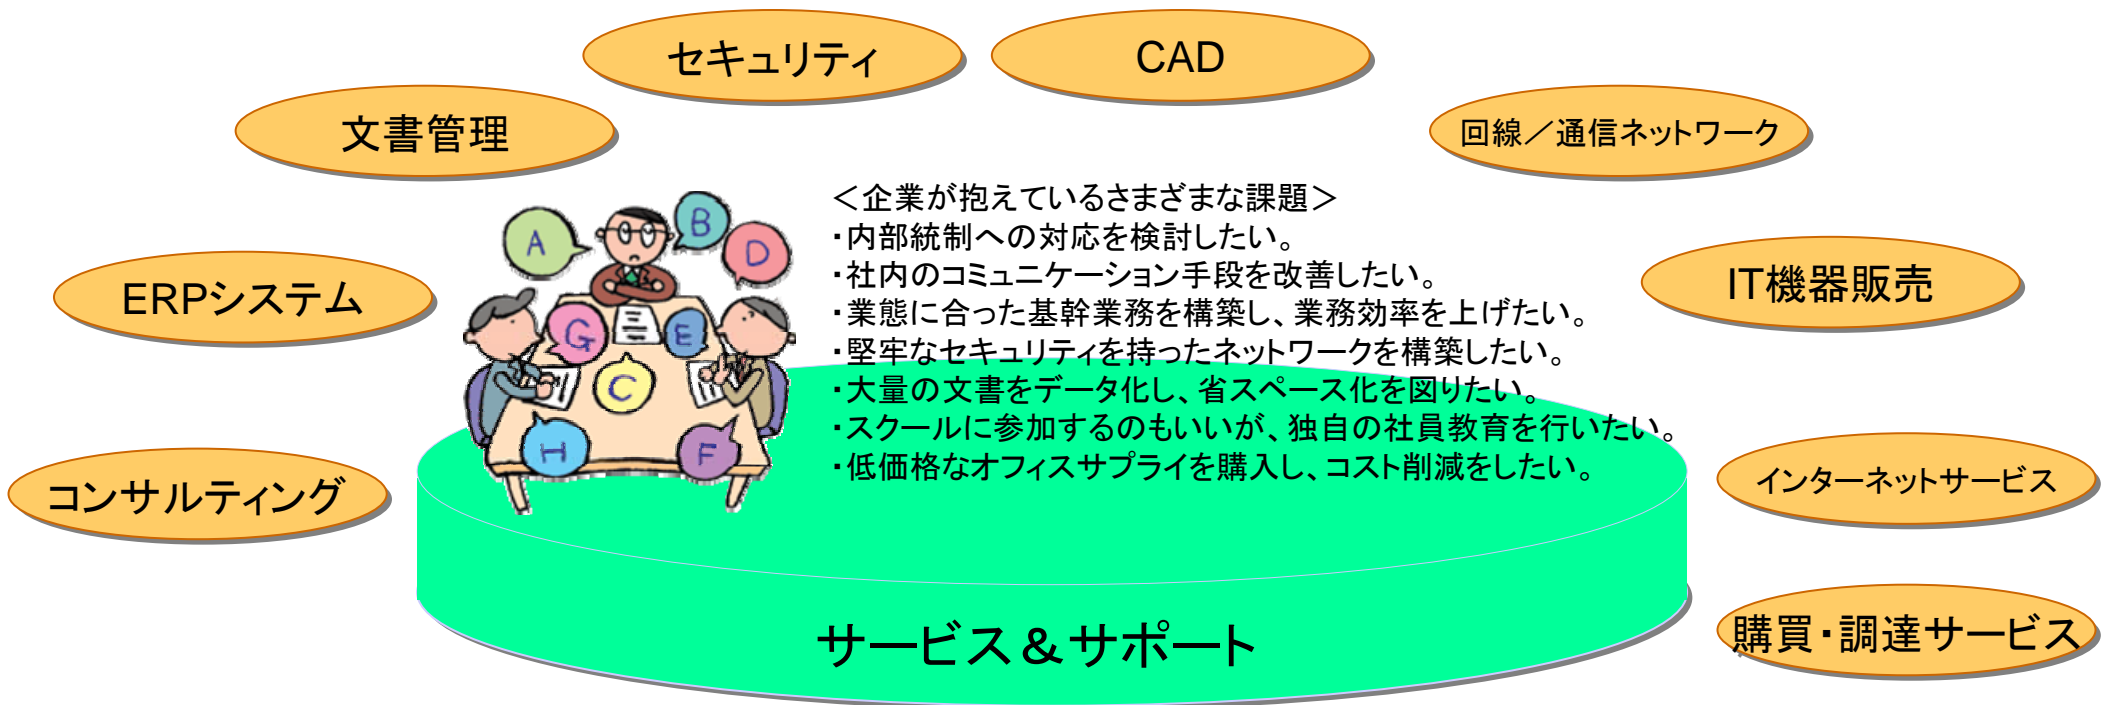 セキュリティ
CAD
文書管理
回線／通信ネットワーク
ERPシステム
IT機器販売
コンサルティング
インターネットサービス
購買・調達サービス
A
B
D
G
E
C
H
F
＜企業が抱えているさまざまな課題＞
・内部統制への対応を検討したい。
・社内のコミュニケーション手段を改善したい。
・業態に合った基幹業務を構築し、業務効率を上げたい。
・堅牢なセキュリティを持ったネットワークを構築したい。
・大量の文書をデータ化し、省スペース化を図りたい。
・スクールに参加するのもいいが、独自の社員教育を行いたい。
・低価格なオフィスサプライを購入し、コスト削減をしたい。
サービス＆サポート